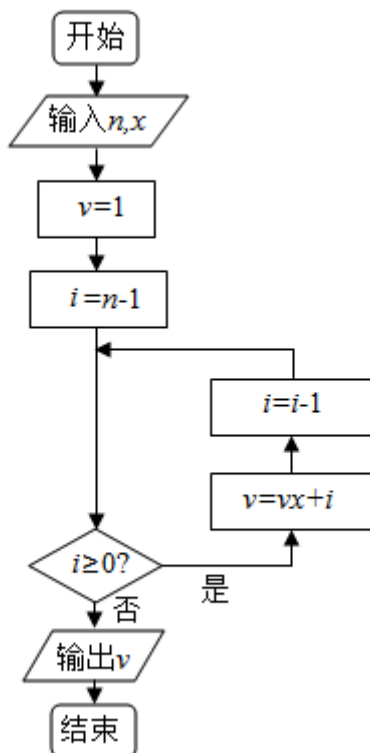 开始
输入n,x
v=1
i=n-1
i=i-1
v=vx+i
i≥0?
是
否
输出v
结束